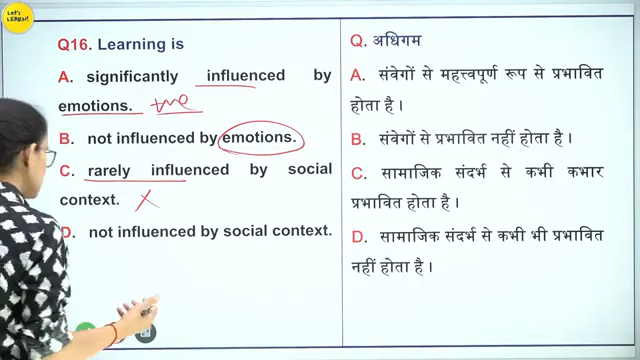 Let's
LEARN!
Q16. Learning is
A. significantly influenced by
emotions. true
B. not influenced by emotions.
C. rarely influenced by social
context.
D. not influenced by social context.
Q. अधिगम
A. संवेगों से महत्त्वपूर्ण रूप से प्रभावित
होता है।
B. संवेगों से प्रभावित नहीं होता है।
C. सामाजिक संदर्भ से कभी कभार
प्रभावित होता है।
D. सामाजिक संदर्भ से कभी भी प्रभावित
नहीं होता है।